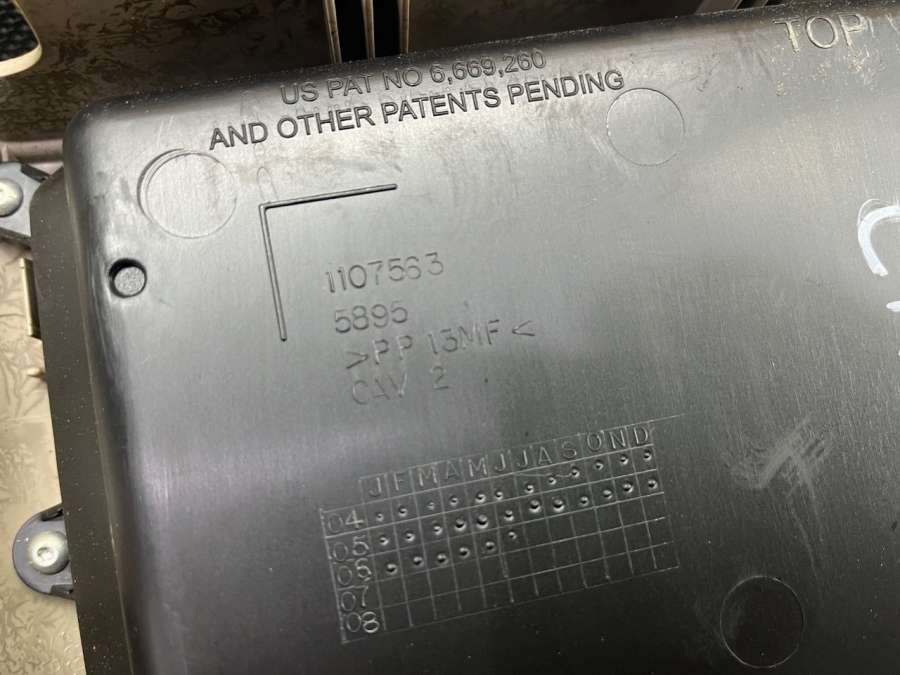 TOP
US PAT NO 6,669,260
AND OTHER PATENTS PENDING
1107563
5895
>PP 13MF<
CAV 2
J F M A M J J A S O N D
04
05
06
07
08